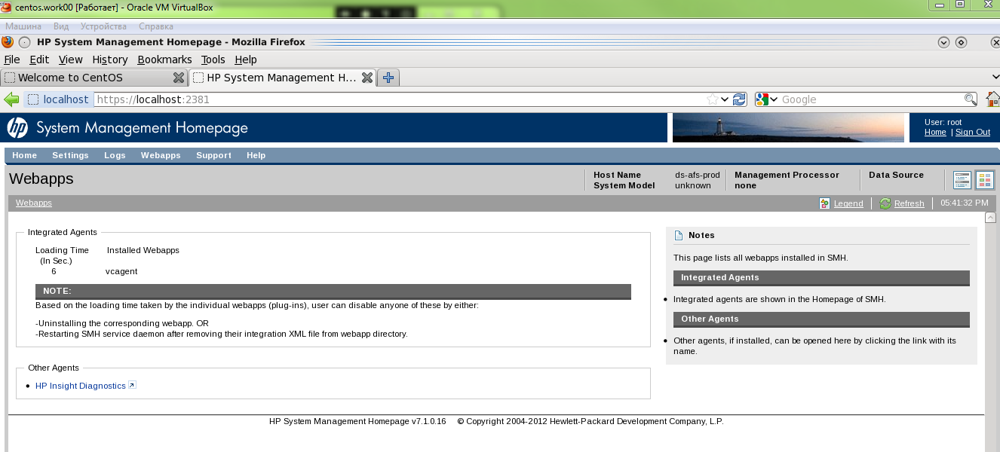 centos.work00 [Работает] - Oracle VM VirtualBox
Машина Вид Устройства Справка
HP System Management Homepage - Mozilla Firefox
File Edit View History Bookmarks Tools Help
Welcome to CentOS HP System Management H...
localhost https://localhost:2381 Google
hp System Management Homepage
User: root
Home | Sign Out
Home Settings Logs Webapps Support Help
Webapps
Host Name ds-afs-prod Management Processor Data Source
System Model unknown none
Webapps Legend Refresh 05:41:32 PM
Integrated Agents
Loading Time Installed Webapps
(In Sec.)
6 vcagent
NOTE:
Based on the loading time taken by the individual webapps (plug-ins), user can disable anyone of these by either:
-Uninstalling the corresponding webapp. OR
-Restarting SMH service daemon after removing their integration XML file from webapp directory.
Other Agents
• HP Insight Diagnostics
Notes
This page lists all webapps installed in SMH.
Integrated Agents
• Integrated agents are shown in the Homepage of SMH.
Other Agents
• Other agents, if installed, can be opened here by clicking the link with its
name.
HP System Management Homepage v7.1.0.16 © Copyright 2004-2012 Hewlett-Packard Development Company, L.P.